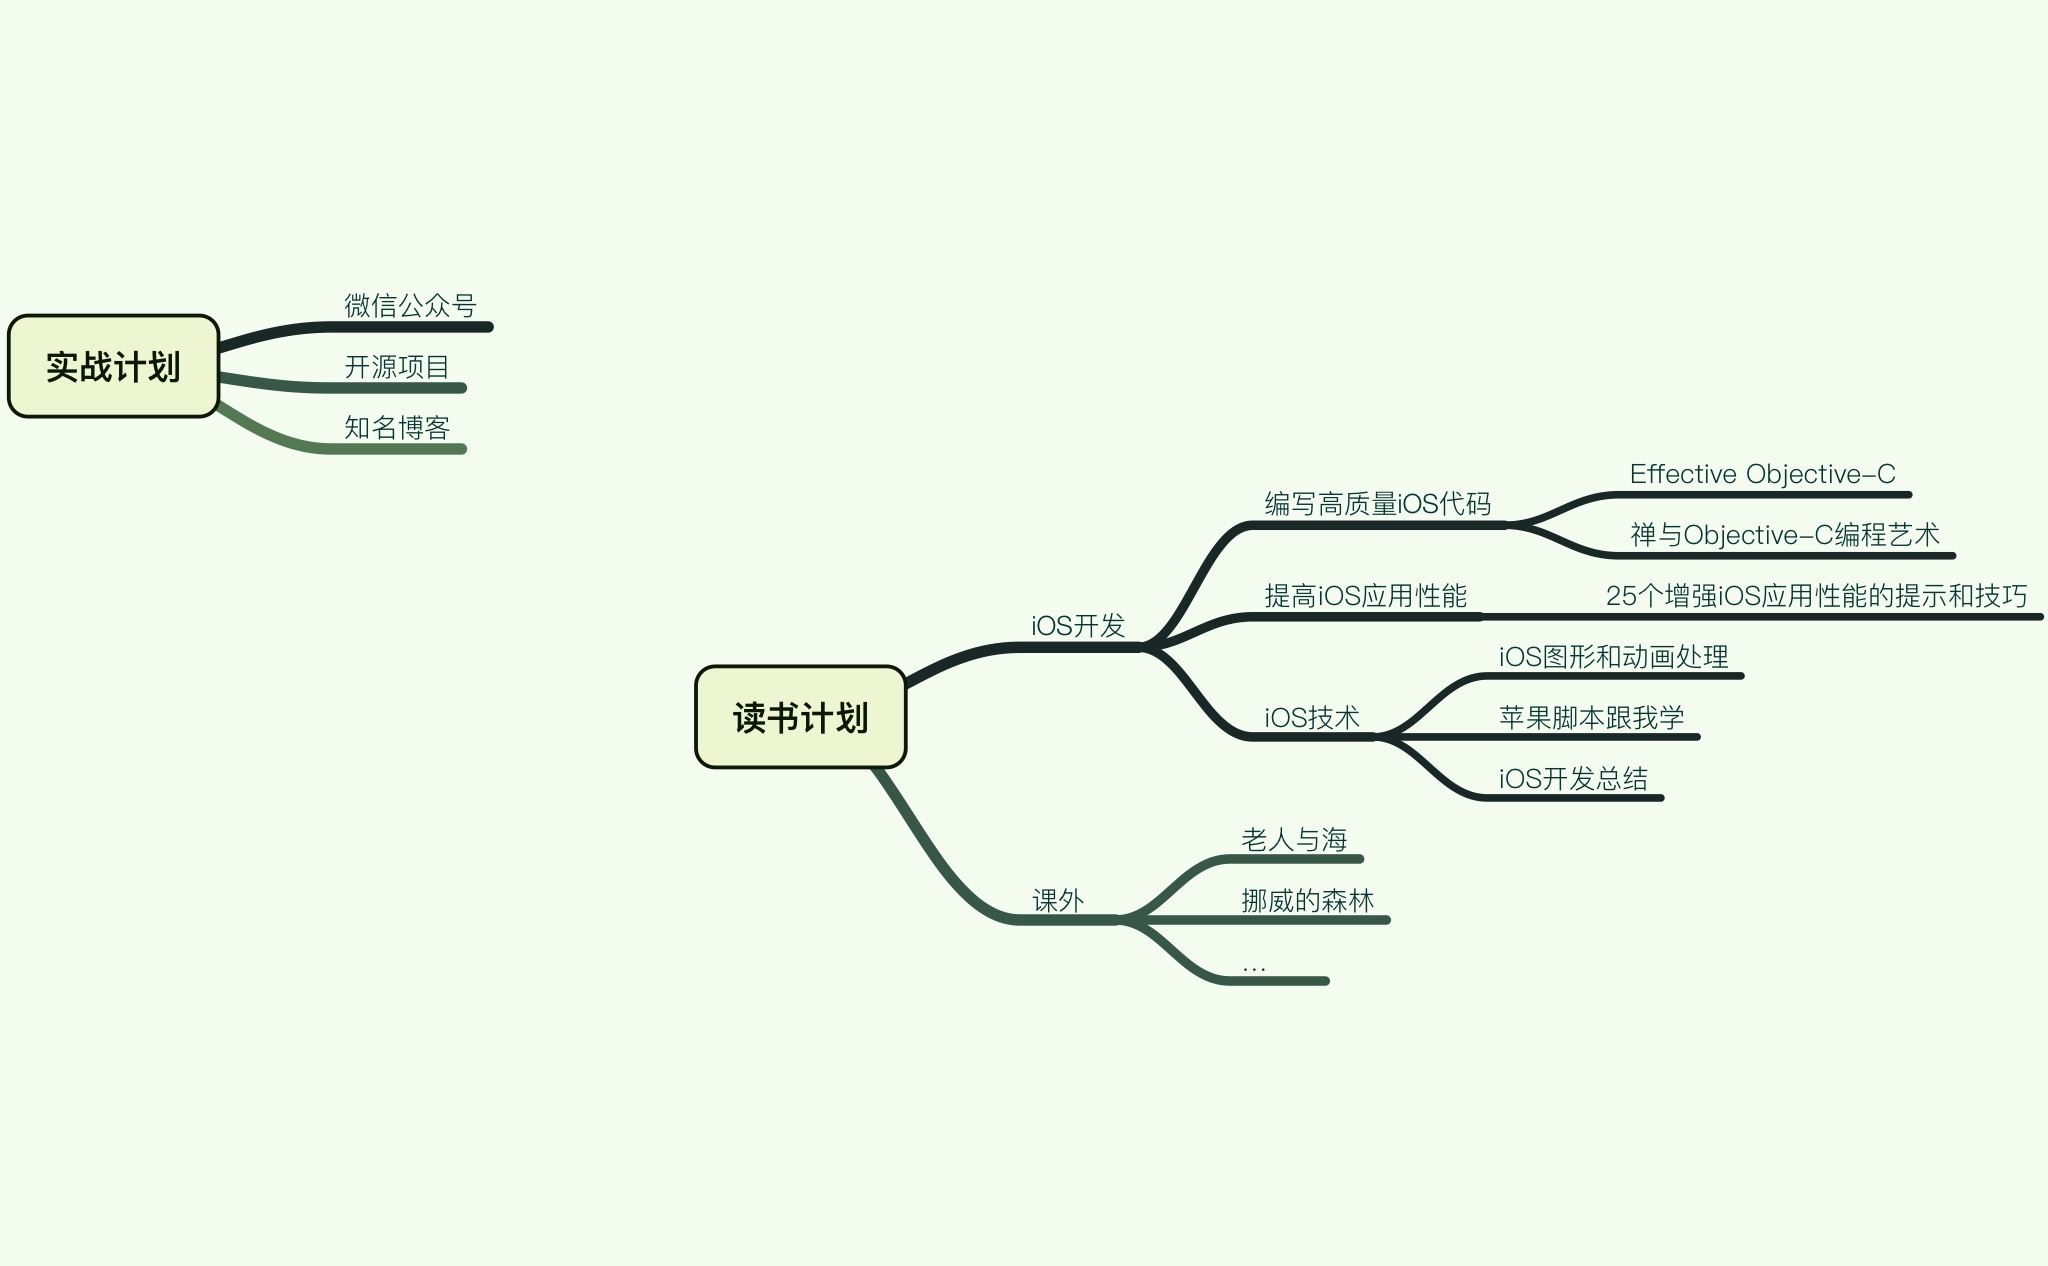 微信公众号
实战计划
开源项目
知名博客
Effective Objective-C
编写高质量iOS代码
禅与Objective-C编程艺术
提高iOS应用性能
25个增强iOS应用性能的提示和技巧
iOS开发
iOS图形和动画处理
读书计划
iOS技术
苹果脚本跟我学
iOS开发总结
老人与海
课外
挪威的森林
...